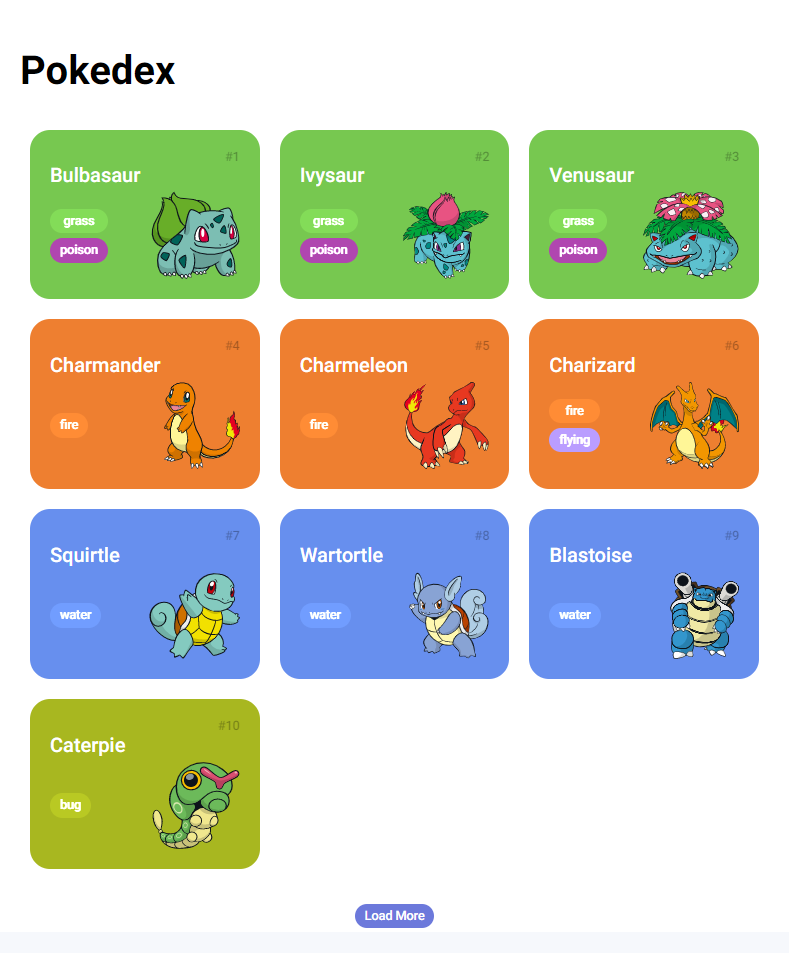 Pokedex
#1
Bulbasaur
grass
poison
#2
Ivysaur
grass
poison
#3
Venusaur
grass
poison
#4
Charmander
fire
#5
Charmeleon
fire
#6
Charizard
fire
flying
#7
Squirtle
water
#8
Wartortle
water
#9
Blastoise
water
#10
Caterpie
bug
Load More